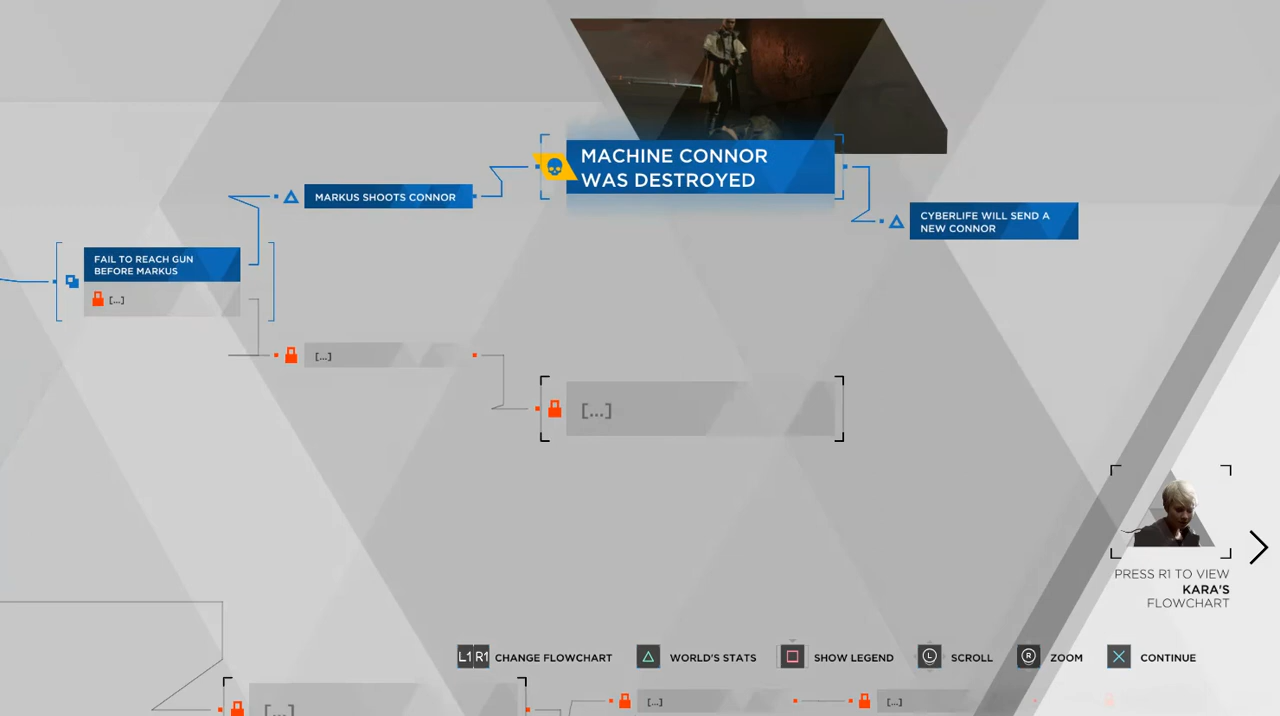 MACHINE CONNOR
WAS DESTROYED
MARKUS SHOOTS CONNOR
CYBERLIFE WILL SEND A
NEW CONNOR
FAIL TO REACH GUN
BEFORE MARKUS
[...]
[...]
[...]
PRESS R1 TO VIEW
KARA'S
FLOWCHART
L1 R1 CHANGE FLOWCHART
WORLD'S STATS
SHOW LEGEND
L SCROLL
R ZOOM
CONTINUE
[...]
[...]
[...]